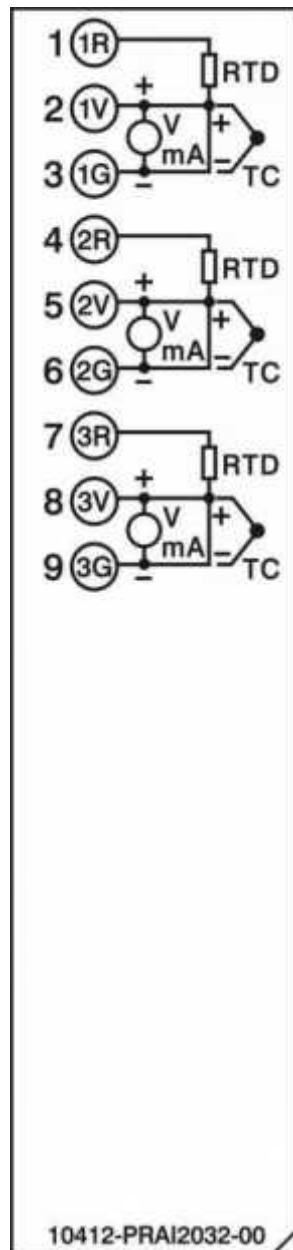 1 1R RTD
+
2 1V V +
mA
3 1G - - TC
4 2R RTD
+
5 2V V +
mA
6 2G - - TC
7 3R RTD
+
8 3V V +
mA
9 3G - - TC
10412-PRAI2032-00